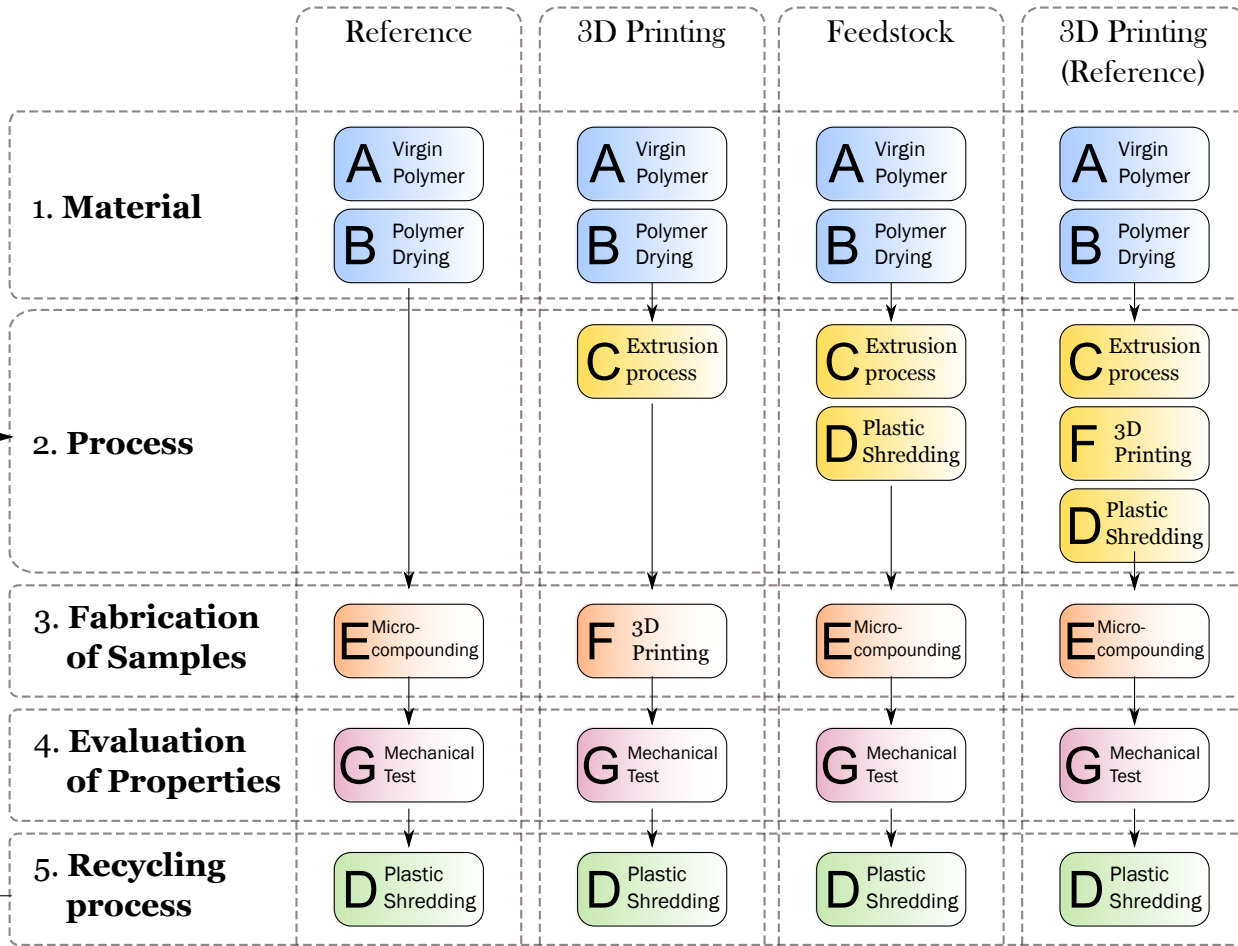 Reference
3D Printing
Feedstock
3D Printing
(Reference)
1. Material
A Virgin
Polymer
B Polymer
Drying
A Virgin
Polymer
B Polymer
Drying
A Virgin
Polymer
B Polymer
Drying
A Virgin
Polymer
B Polymer
Drying
2. Process
C Extrusion
process
C Extrusion
process
D Plastic
Shredding
C Extrusion
process
F 3D
Printing
D Plastic
Shredding
3. Fabrication
of Samples
E Micro-
compounding
F 3D
Printing
E Micro-
compounding
E Micro-
compounding
4. Evaluation
of Properties
G Mechanical
Test
G Mechanical
Test
G Mechanical
Test
G Mechanical
Test
5. Recycling
process
D Plastic
Shredding
D Plastic
Shredding
D Plastic
Shredding
D Plastic
Shredding